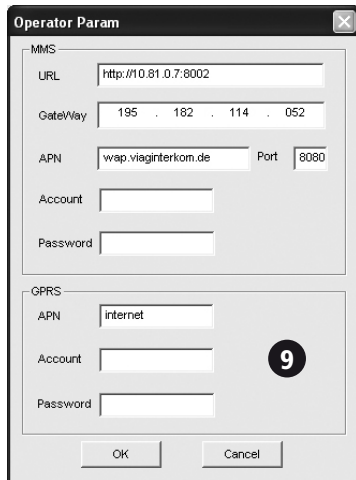 Operator Param
MMS
URL http://10.81.0.7:8002
GateWay 195 . 182 . 114 . 052
APN wap.viaginterkom.de Port 8080
Account
Password
GPRS
APN internet
Account
9
Password
OK Cancel